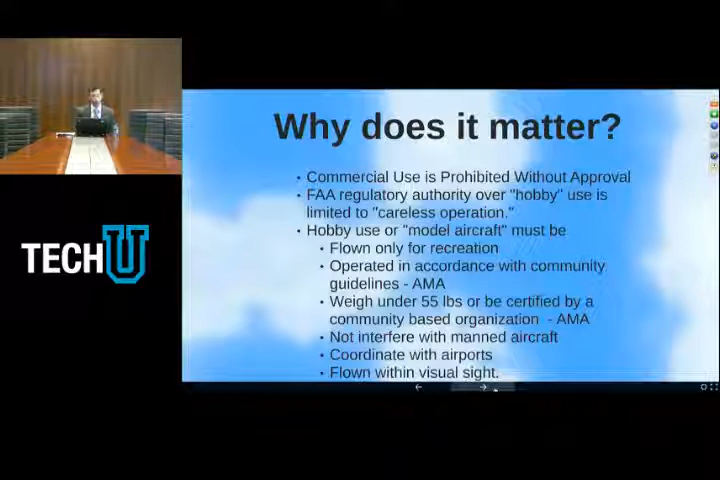 Why does it matter?
Commercial Use is Prohibited Without Approval
FAA regulatory authority over "hobby" use is
limited to "careless operation."
Hobby use or "model aircraft" must be
Flown only for recreation
Operated in accordance with community
guidelines - AMA
Weigh under 55 lbs or be certified by a
community based organization - AMA
Not interfere with manned aircraft
Coordinate with airports
Flown within visual sight.
TECH U